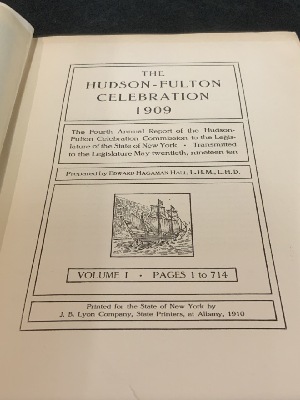 THE
HUDSON-FULTON
CELEBRATION
1909
The Fourth Annual Report of the Hudson-
Fulton Celebration Commission to the Legis-
lature of the State of New York • Transmitted
to the Legislature May twentieth, nineteen ten
Prepared by EDWARD HAGAMAN HALL, L.H.M., L.H.D.
VOLUME I • PAGES 1 to 714
Printed for the State of New York by
J. B. Lyon Company, State Printers, at Albany, 1910